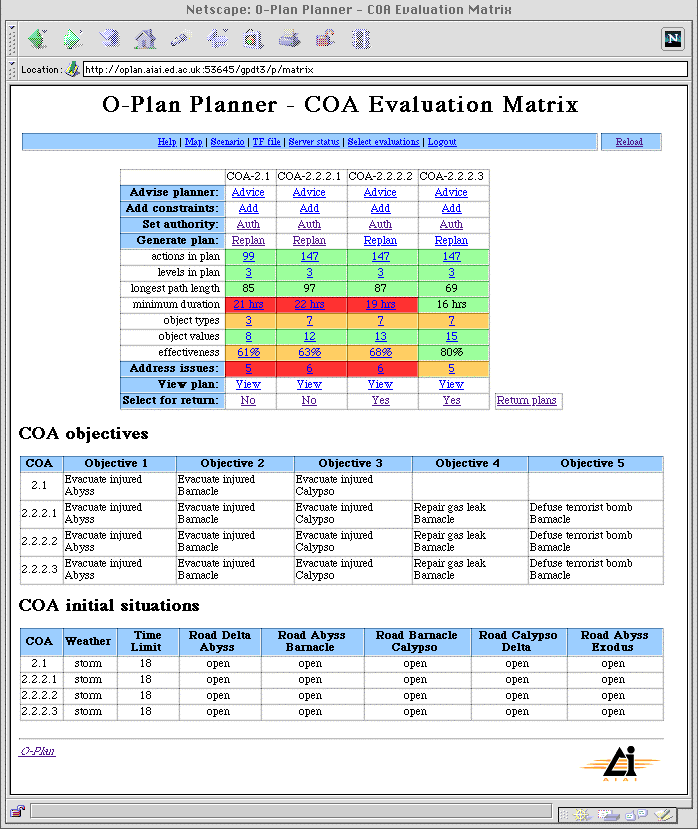 Netscape: O-Plan Planner - COA Evaluation Matrix
N
Location: http://oplan.aiai.ed.ac.uk:53645/gpdt3/p/matrix
O-Plan Planner - COA Evaluation Matrix
Help | Map | Scenario | TF file | Server status | Select evaluations | Logout Reload
COA-2.1 COA-2.2.2.1 COA-2.2.2.2 COA-2.2.2.3
Advise planner: Advice Advice Advice Advice
Add constraints: Add Add Add Add
Set authority: Auth Auth Auth Auth
Generate plan: Replan Replan Replan Replan
actions in plan 99 147 147 147
levels in plan 3 3 3 3
longest path length 85 97 87 69
minimum duration 21 hrs 22 hrs 19 hrs 16 hrs
object types 3 7 7 7
object values 8 12 13 15
effectiveness 61% 63% 68% 80%
Address issues: 5 6 6 5
View plan: View View View View
Select for return: No No Yes Yes Return plans
COA objectives
COA Objective 1 Objective 2 Objective 3 Objective 4 Objective 5
2.1 Evacuate injured Abyss Evacuate injured Barnacle Evacuate injured Calypso
2.2.2.1 Evacuate injured Abyss Evacuate injured Barnacle Evacuate injured Calypso Repair gas leak Barnacle Defuse terrorist bomb Barnacle
2.2.2.2 Evacuate injured Abyss Evacuate injured Barnacle Evacuate injured Calypso Repair gas leak Barnacle Defuse terrorist bomb Barnacle
2.2.2.3 Evacuate injured Abyss Evacuate injured Barnacle Evacuate injured Calypso Repair gas leak Barnacle Defuse terrorist bomb Barnacle
COA initial situations
COA Weather Time Limit Road Delta Abyss Road Abyss Barnacle Road Barnacle Calypso Road Calypso Delta Road Abyss Exodus
2.1 storm 18 open open open open open
2.2.2.1 storm 18 open open open open open
2.2.2.2 storm 18 open open open open open
2.2.2.3 storm 18 open open open open open
O-Plan
Ai
AIAI